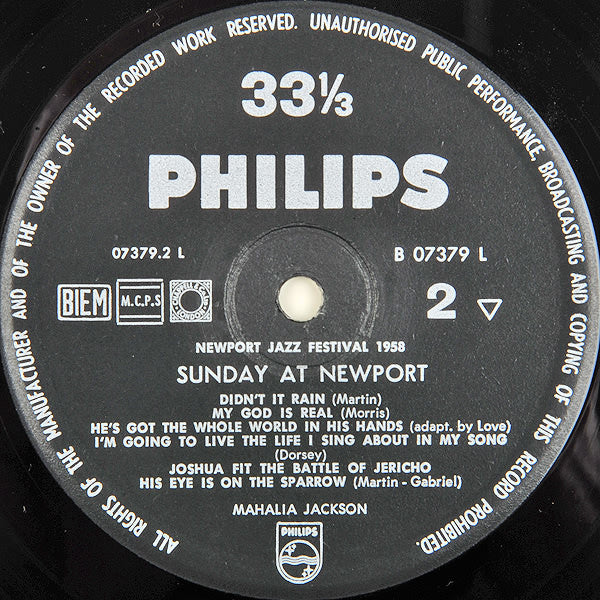 ALL RIGHTS OF THE MANUFACTURER AND OF THE OWNER OF THE RECORDED WORK RESERVED. UNAUTHORISED PUBLIC PERFORMANCE, BROADCASTING AND COPYING OF THIS RECORD PROHIBITED.
33⅓
PHILIPS
07379.2 L
B 07379 L
BIEM
M.C.P.S
CHAPPELL & CO LTD
LONDON
2 ▽
NEWPORT JAZZ FESTIVAL 1958
SUNDAY AT NEWPORT
DIDN'T IT RAIN (Martin)
MY GOD IS REAL (Morris)
HE'S GOT THE WHOLE WORLD IN HIS HANDS (adapt. by Love)
I'M GOING TO LIVE THE LIFE I SING ABOUT IN MY SONG
(Dorsey)
JOSHUA FIT THE BATTLE OF JERICHO
HIS EYE IS ON THE SPARROW (Martin - Gabriel)
MAHALIA JACKSON
PHILIPS